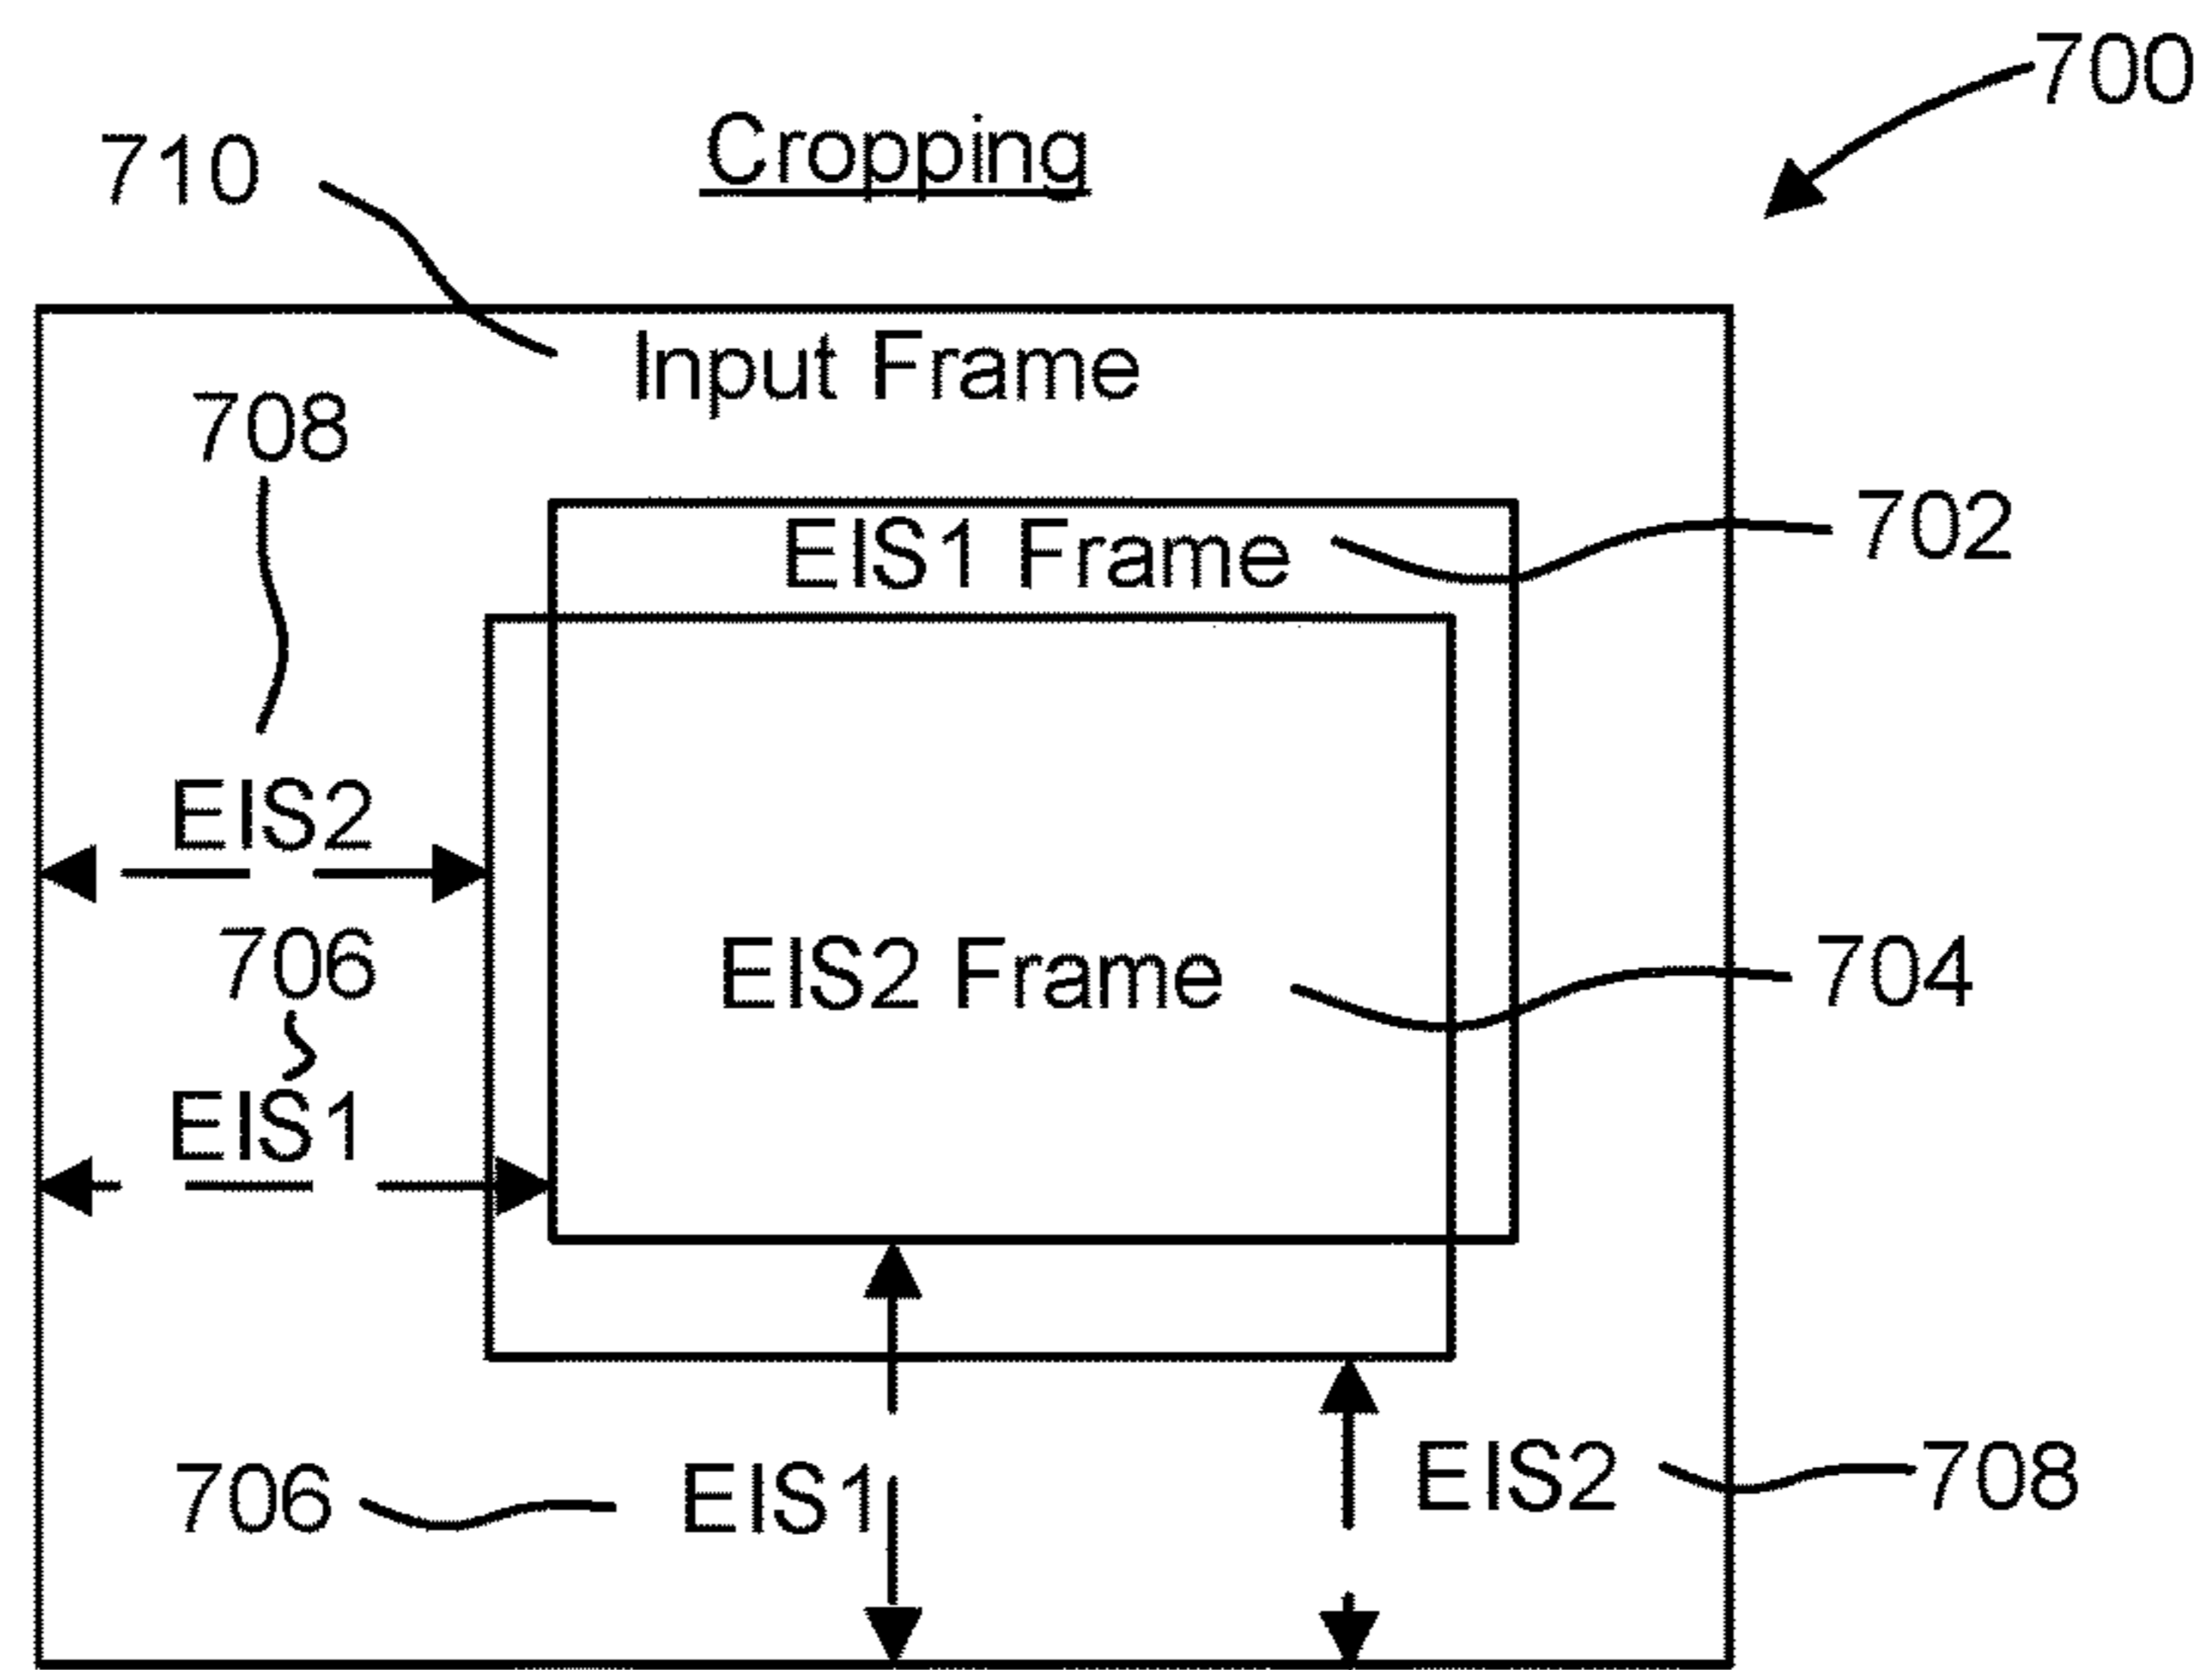 700
Cropping
710
Input Frame
708
EIS1 Frame
702
EIS2
706
EIS2 Frame
704
EIS1
706
EIS1
EIS2
708